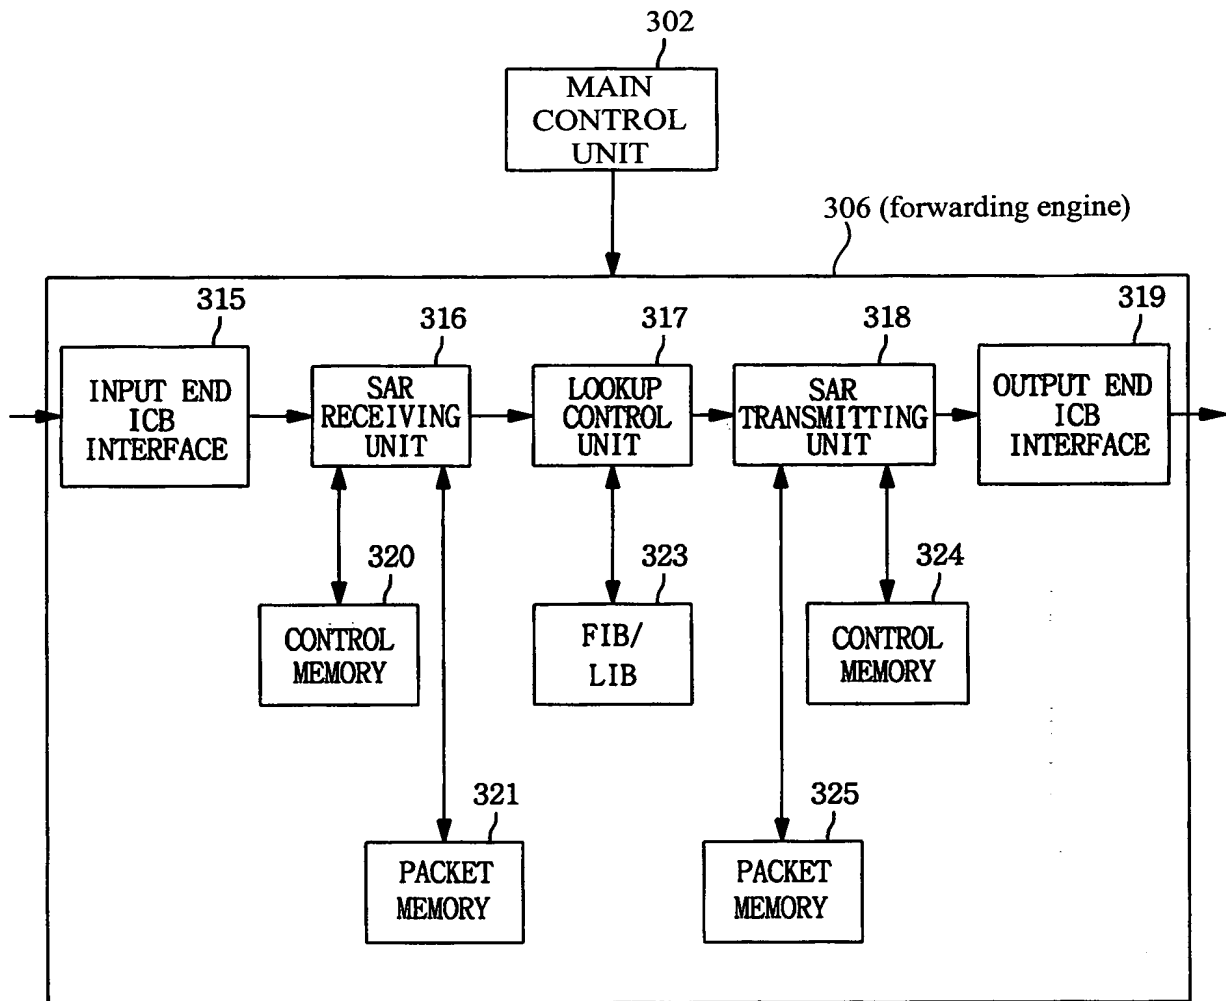 302
MAIN
CONTROL
UNIT
306 (forwarding engine)
315
INPUT END
ICB
INTERFACE
316
SAR
RECEIVING
UNIT
317
LOOKUP
CONTROL
UNIT
318
SAR
TRANSMITTING
UNIT
319
OUTPUT END
ICB
INTERFACE
320
CONTROL
MEMORY
323
FIB/
LIB
324
CONTROL
MEMORY
321
PACKET
MEMORY
325
PACKET
MEMORY